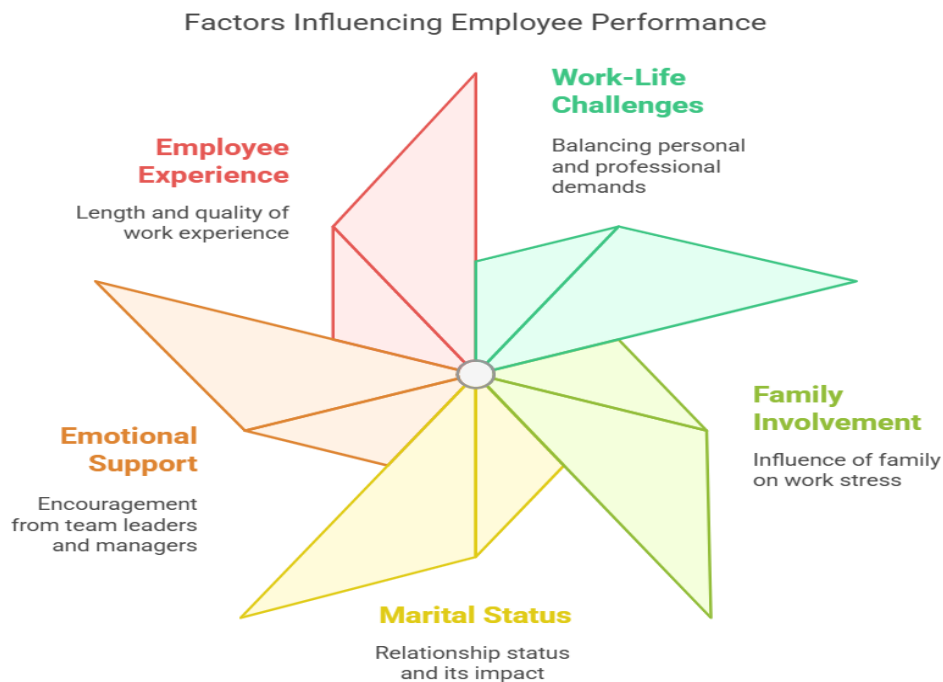 Factors Influencing Employee Performance
Work-Life
Challenges
Balancing personal
and professional
demands
Employee
Experience
Length and quality of
work experience
Family
Involvement
Influence of family
on work stress
Emotional
Support
Encouragement
from team leaders
and managers
Marital Status
Relationship status
and its impact